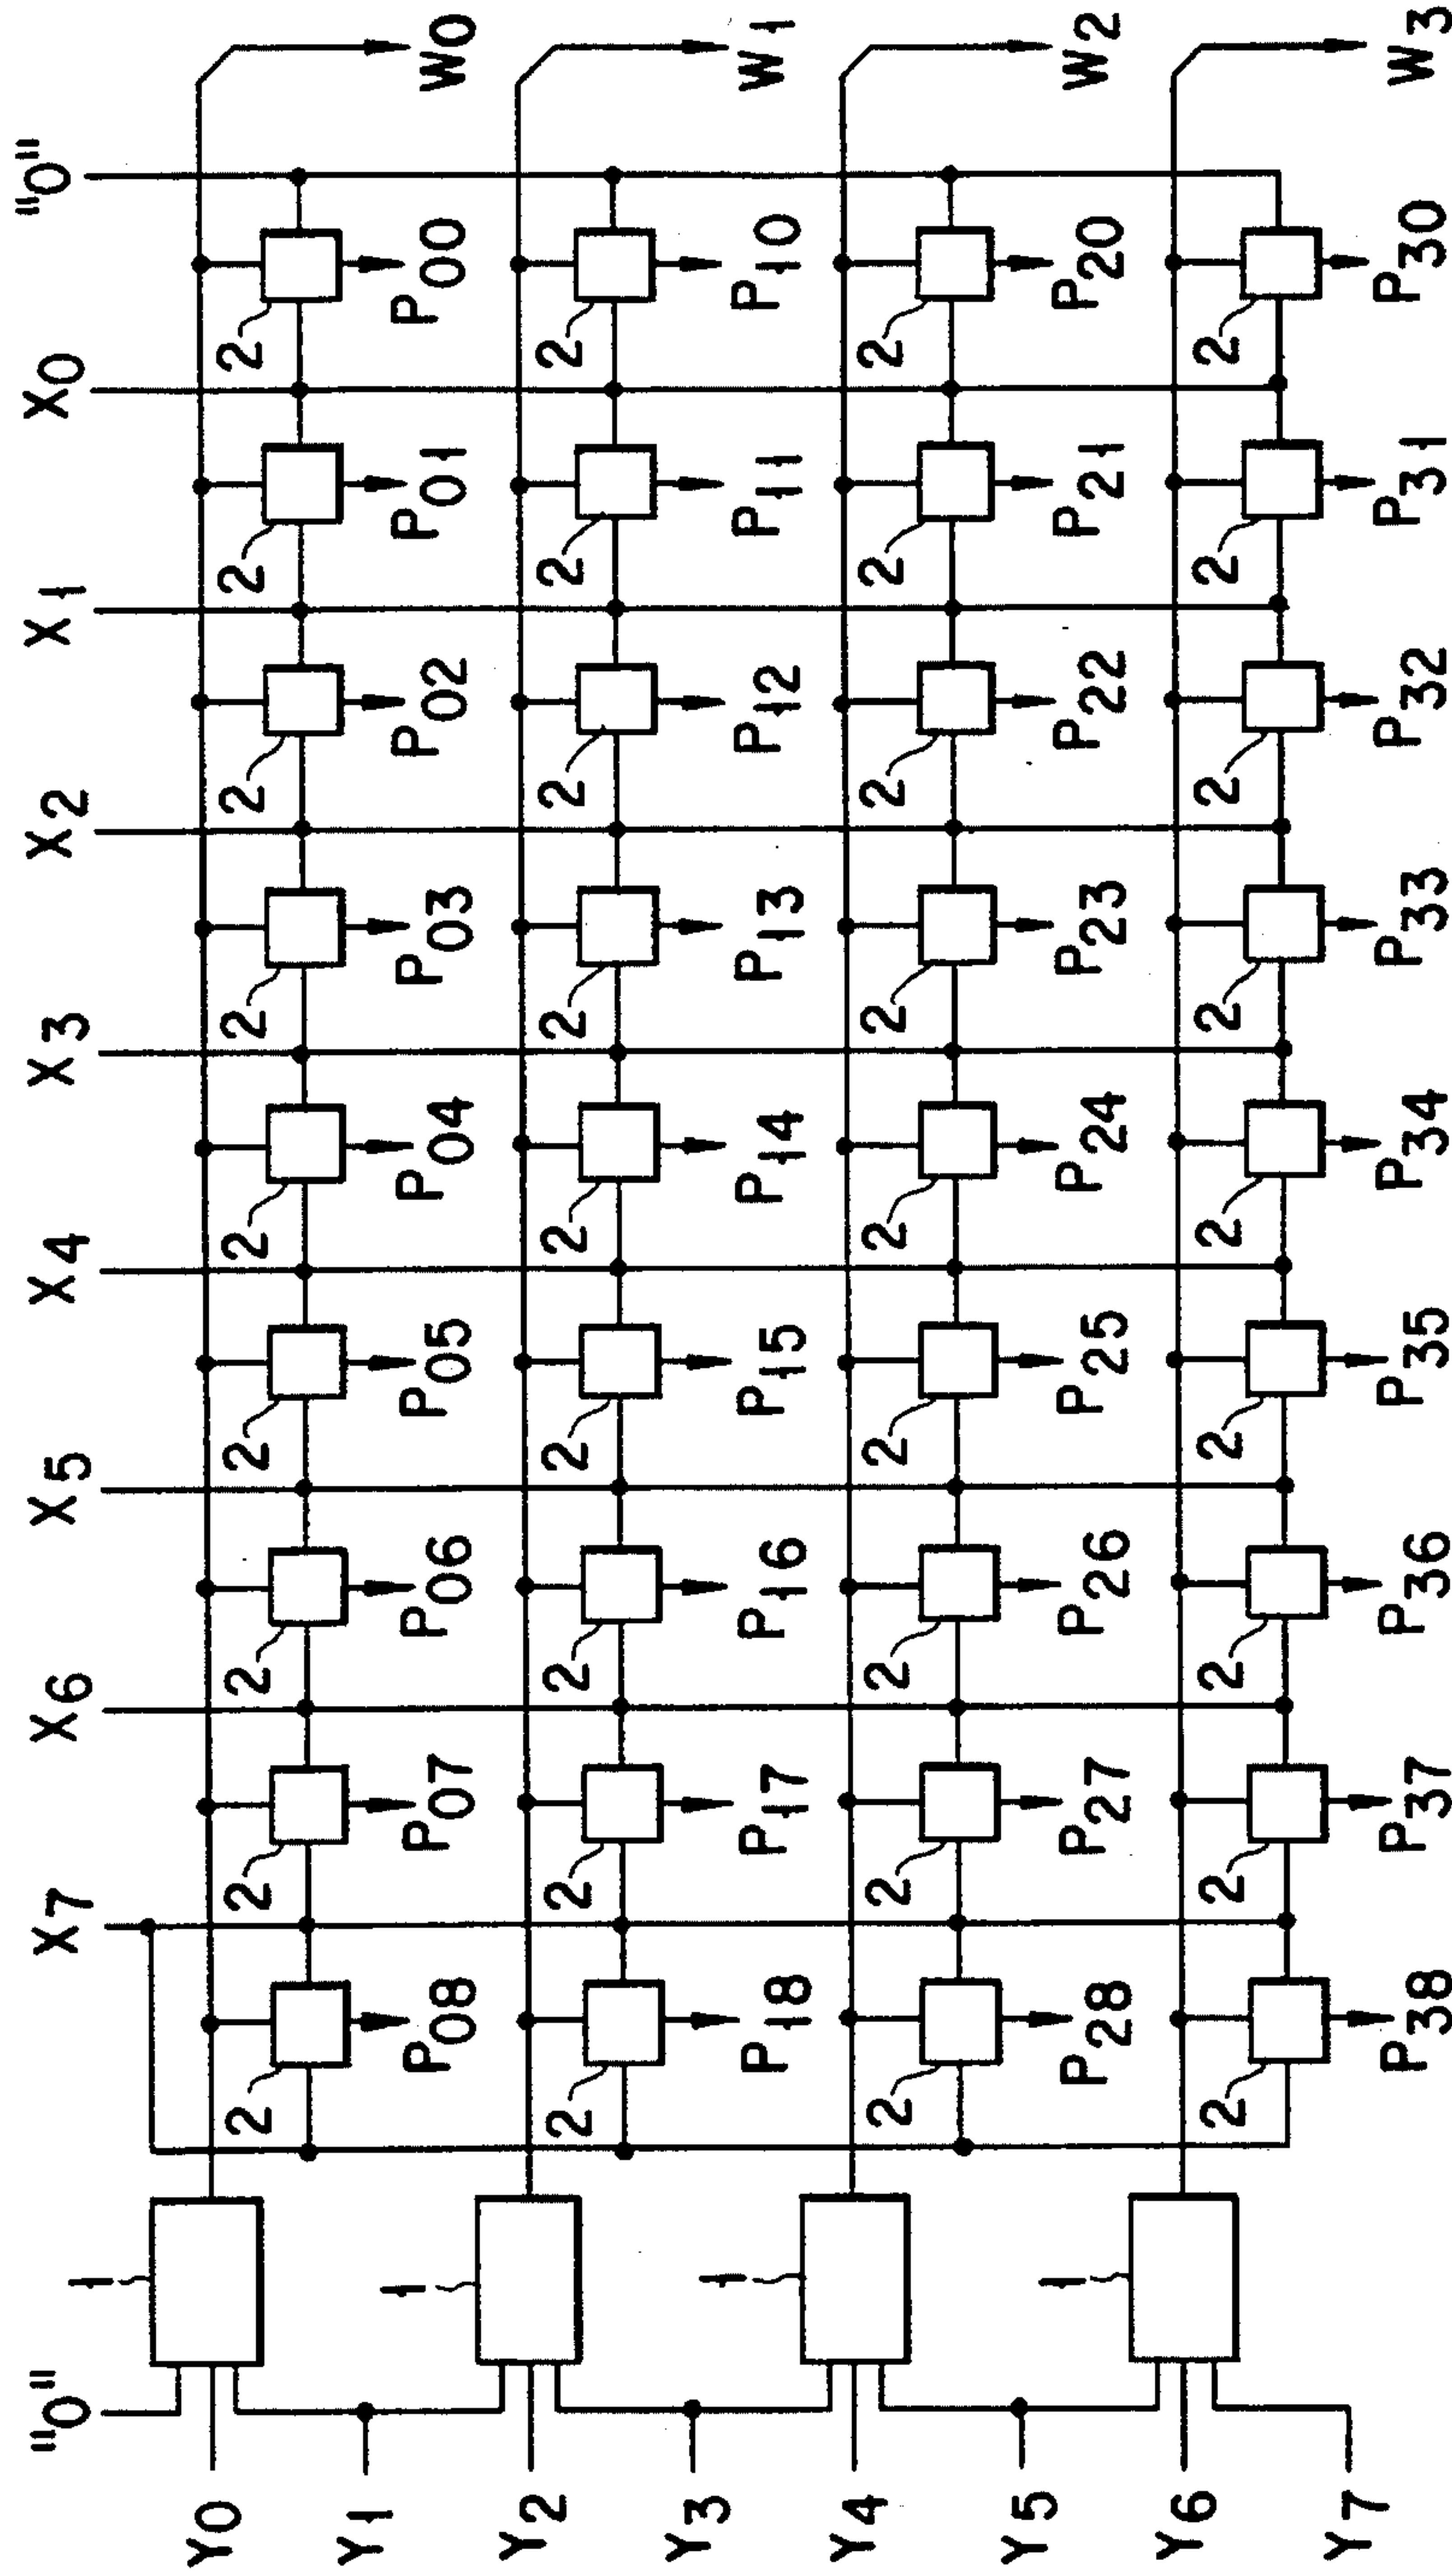 "0" X7 X6 X5 X4 X3 X2 X1 X0 "0"
1
Y0 2 2 2 2 2 2 2 2 2
Y1 1
P08 P07 P06 P05 P04 P03 P02 P01 P00 W0
Y2 2 2 2 2 2 2 2 2 2
Y3 1
P18 P17 P16 P15 P14 P13 P12 P11 P10 W1
Y4 2 2 2 2 2 2 2 2 2
Y5 1
P28 P27 P26 P25 P24 P23 P22 P21 P20 W2
Y6 2 2 2 2 2 2 2 2 2
Y7
P38 P37 P36 P35 P34 P33 P32 P31 P30 W3